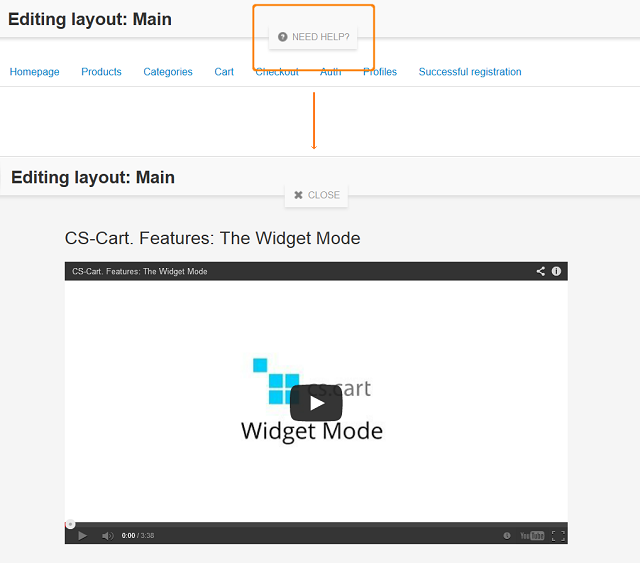 Editing layout: Main
NEED HELP?
Homepage Products Categories Cart Checkout Auth Profiles Successful registration
Editing layout: Main
CLOSE
CS-Cart. Features: The Widget Mode
CS-Cart. Features: The Widget Mode
cs.cart
Widget Mode
0:00 / 3:38
YouTube